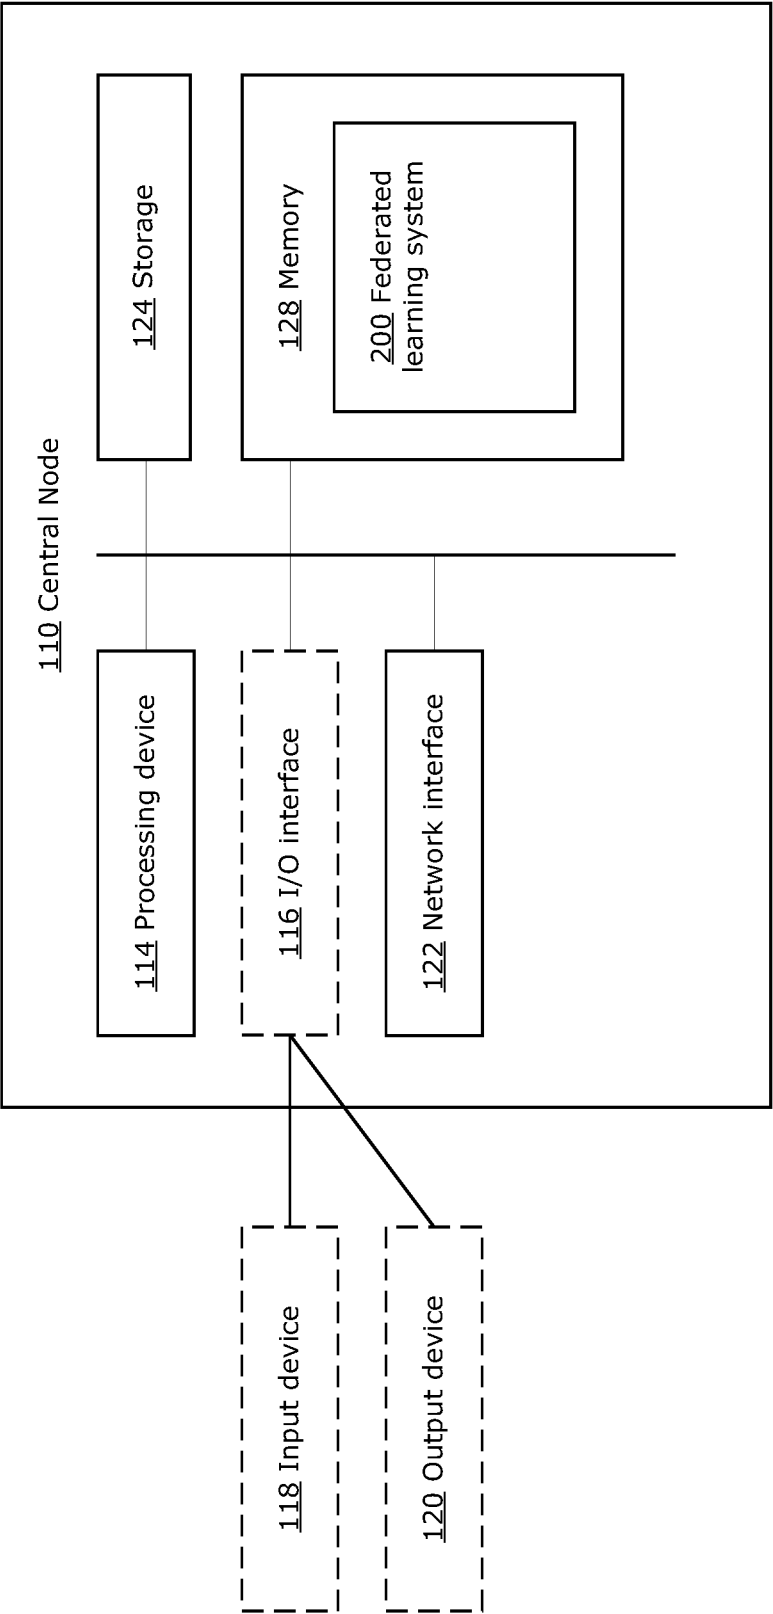 110 Central Node
114 Processing device
124 Storage
116 I/O interface
128 Memory
200 Federated
learning system
122 Network interface
118 Input device
120 Output device